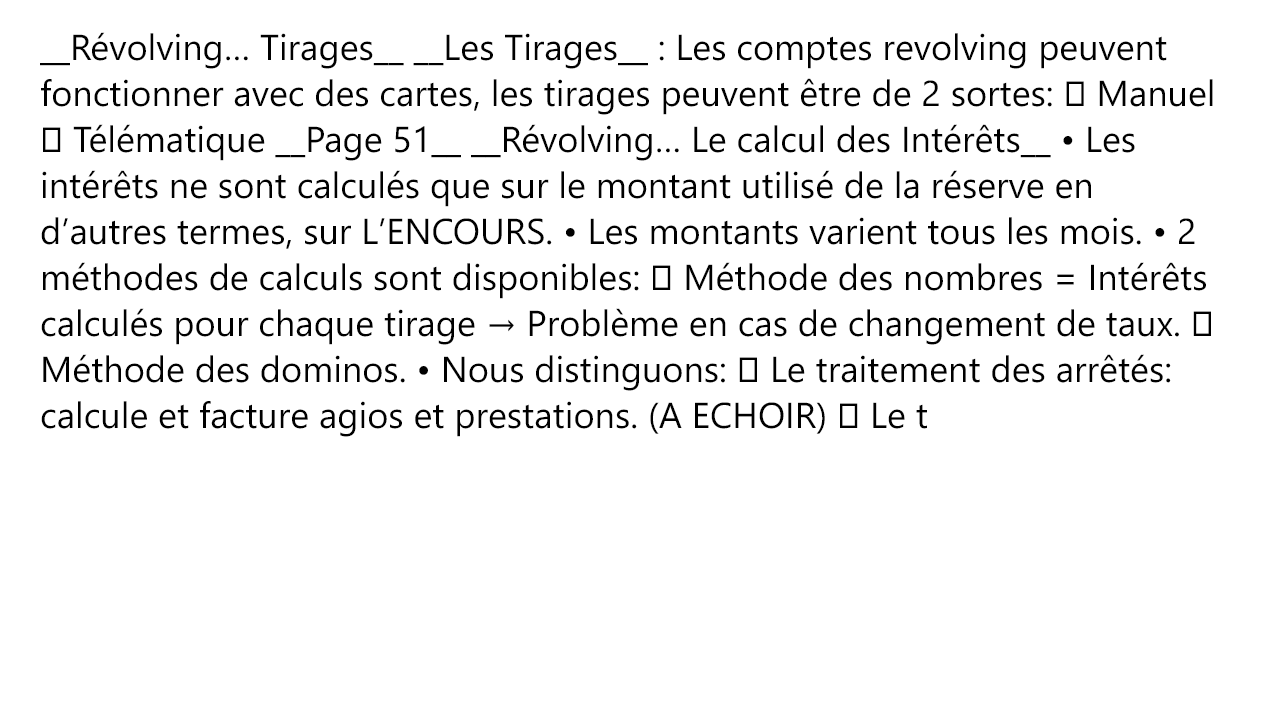 __Révolving... Tirages__ __Les Tirages__ : Les comptes revolving peuvent
fonctionner avec des cartes, les tirages peuvent être de 2 sortes: 􀂾 Manuel
􀂾 Télématique __Page 51__ __Révolving... Le calcul des Intérêts__ • Les
intérêts ne sont calculés que sur le montant utilisé de la réserve en
d’autres termes, sur L’ENCOURS. • Les montants varient tous les mois. • 2
méthodes de calculs sont disponibles: 􀂾 Méthode des nombres = Intérêts
calculés pour chaque tirage → Problème en cas de changement de taux. 􀂾
Méthode des dominos. • Nous distinguons: 􀂾 Le traitement des arrêtés:
calcule et facture agios et prestations. (A ECHOIR) 􀂾 Le t